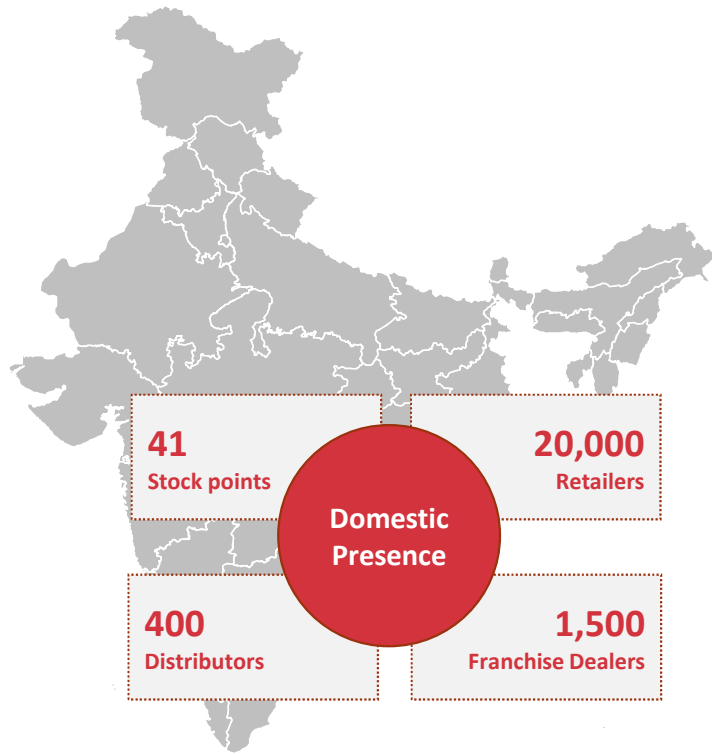 41
Stock points
20,000
Retailers
Domestic
Presence
400
Distributors
1,500
Franchise Dealers